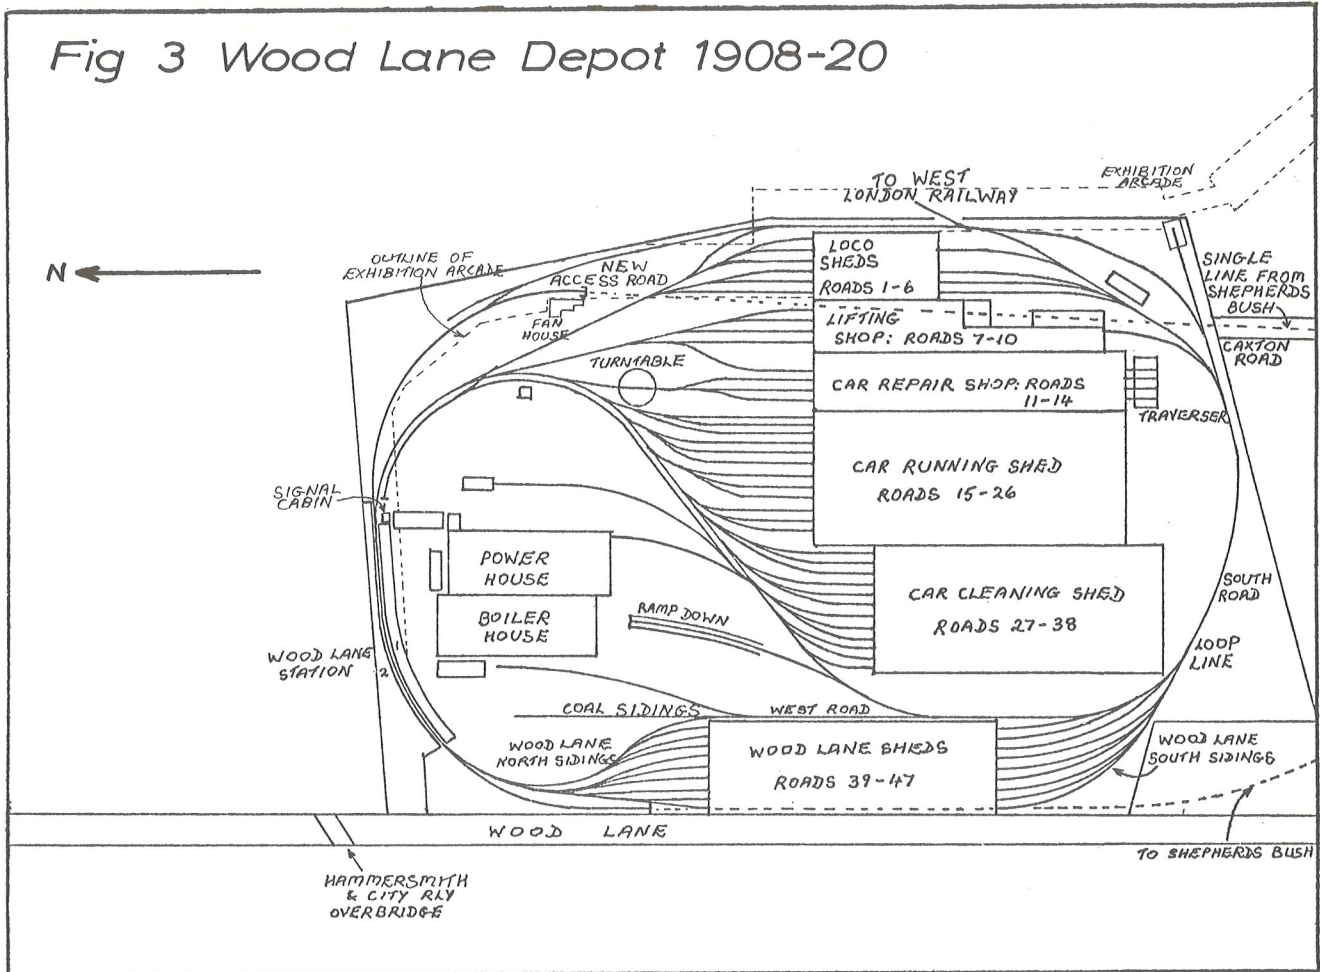 Fig 3 Wood Lane Depot 1908-20
N
TO WEST
LONDON RAILWAY
EXHIBITION
ARCADE
OUTLINE OF
EXHIBITION ARCADE
NEW
ACCESS ROAD
FAN
HOUSE
LOCO
SHEDS
ROADS 1-6
SINGLE
LINE FROM
SHEPHERDS
BUSH
CAXTON
ROAD
LIFTING
SHOP: ROADS 7-10
TURNTABLE
CAR REPAIR SHOP: ROADS
11-14
TRAVERSER
CAR RUNNING SHED
ROADS 15-26
SIGNAL
CABIN
POWER
HOUSE
BOILER
HOUSE
RAMP DOWN
CAR CLEANING SHED
ROADS 27-38
SOUTH
ROAD
LOOP
LINE
WOOD LANE
STATION
1
2
COAL SIDINGS
WEST ROAD
WOOD LANE
NORTH SIDINGS
WOOD LANE SHEDS
ROADS 39-47
WOOD LANE
SOUTH SIDINGS
WOOD LANE
TO SHEPHERDS BUSH
HAMMERSMITH
& CITY RLY
OVERBRIDGE